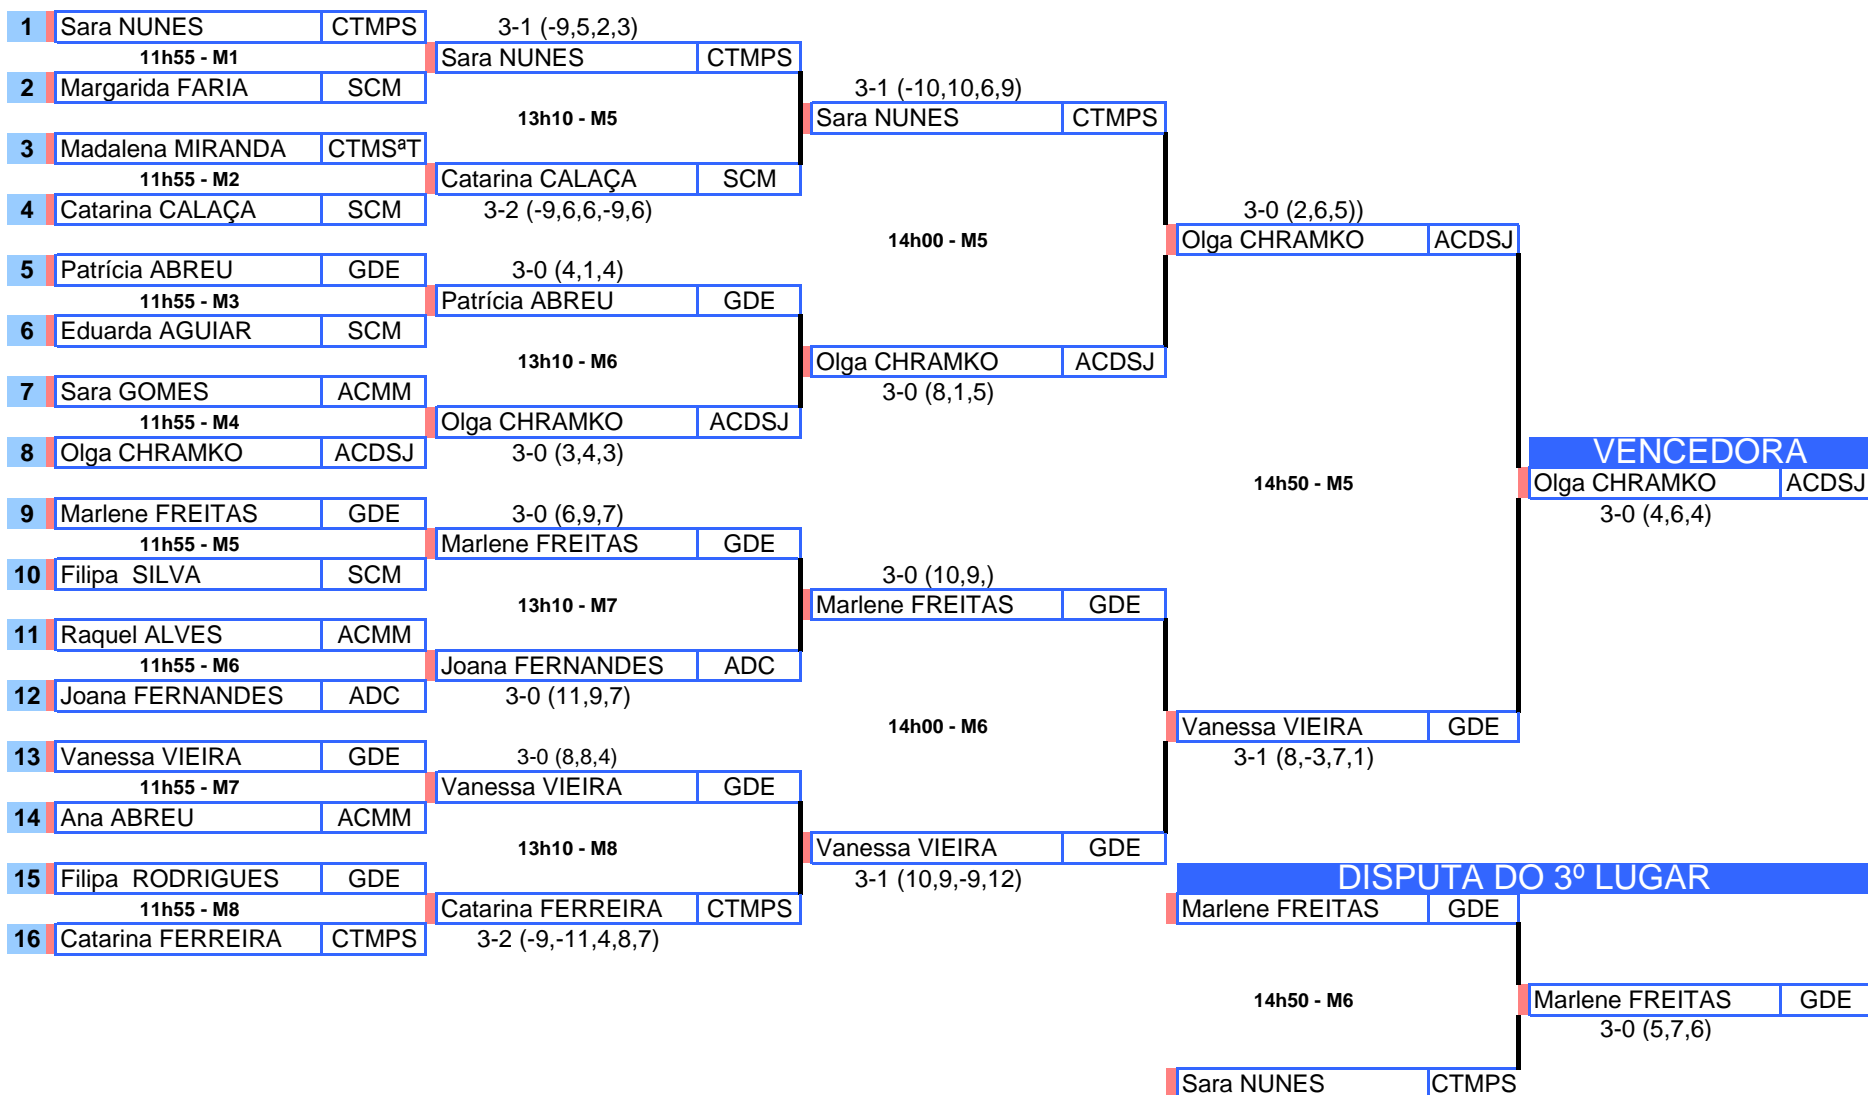 1 Sara NUNES CTMPS 3-1 (-9,5,2,3)
11h55 - M1 Sara NUNES CTMPS
2 Margarida FARIA SCM 3-1 (-10,10,6,9)
13h10 - M5 Sara NUNES CTMPS
3 Madalena MIRANDA CTMSªT
11h55 - M2 Catarina CALAÇA SCM
4 Catarina CALAÇA SCM 3-2 (-9,6,6,-9,6) 3-0 (2,6,5))
14h00 - M5 Olga CHRAMKO ACDSJ
5 Patrícia ABREU GDE 3-0 (4,1,4)
11h55 - M3 Patrícia ABREU GDE
6 Eduarda AGUIAR SCM
13h10 - M6 Olga CHRAMKO ACDSJ
7 Sara GOMES ACMM 3-0 (8,1,5)
11h55 - M4 Olga CHRAMKO ACDSJ
8 Olga CHRAMKO ACDSJ 3-0 (3,4,3) VENCEDORA
14h50 - M5 Olga CHRAMKO ACDSJ
9 Marlene FREITAS GDE 3-0 (6,9,7) 3-0 (4,6,4)
11h55 - M5 Marlene FREITAS GDE
10 Filipa  SILVA SCM 3-0 (10,9,)
13h10 - M7 Marlene FREITAS GDE
11 Raquel ALVES ACMM
11h55 - M6 Joana FERNANDES ADC
12 Joana FERNANDES ADC 3-0 (11,9,7)
14h00 - M6 Vanessa VIEIRA GDE
13 Vanessa VIEIRA GDE 3-0 (8,8,4) 3-1 (8,-3,7,1)
11h55 - M7 Vanessa VIEIRA GDE
14 Ana ABREU ACMM
13h10 - M8 Vanessa VIEIRA GDE
15 Filipa  RODRIGUES GDE 3-1 (10,9,-9,12) DISPUTA DO 3º LUGAR
11h55 - M8 Catarina FERREIRA CTMPS Marlene FREITAS GDE
16 Catarina FERREIRA CTMPS 3-2 (-9,-11,4,8,7)
14h50 - M6 Marlene FREITAS GDE
3-0 (5,7,6)
Sara NUNES CTMPS